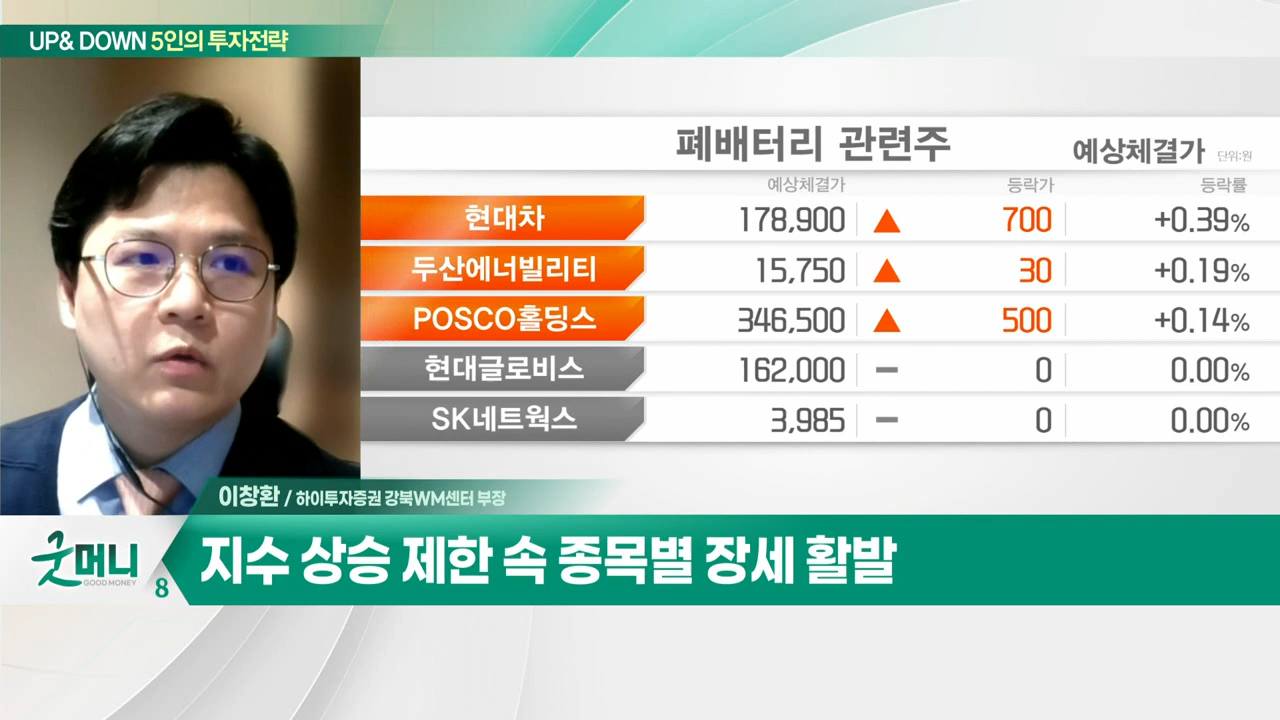 UP& DOWN 5인의 투자전략
폐배터리 관련주
예상체결가 단위:원
예상체결가 등락가 등락률
현대차 178,900 ▲ 700 +0.39%
두산에너빌리티 15,750 ▲ 30 +0.19%
POSCO홀딩스 346,500 ▲ 500 +0.14%
현대글로비스 162,000 - 0 0.00%
SK네트웍스 3,985 - 0 0.00%
이창환 / 하이투자증권 강북WM센터 부장
굿머니
GOOD MONEY
8
지수 상승 제한 속 종목별 장세 활발